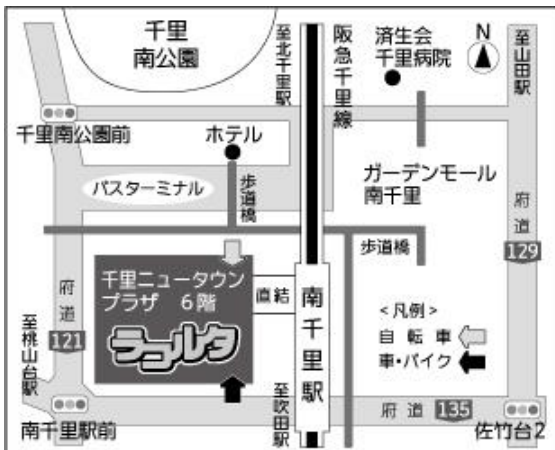 千里
南公園
至北千里駅
阪急千里線
済生会
千里病院
N
至山田駅
千里南公園前
ホテル
バスターミナル
歩道橋
ガーデンモール
南千里
府道
129
歩道橋
千里ニュータウン
プラザ 6階
ラコルタ
直結
南千里駅
府道
121
至桃山台駅
<凡例>
自転車
車・バイク
南千里駅前
至吹田駅
府道 135
佐竹台2